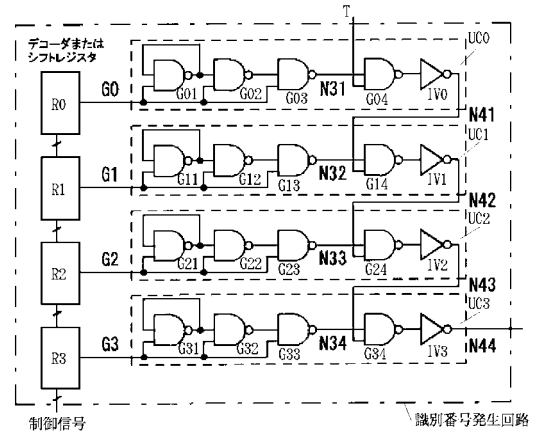 T
デコーダまたは
シフトレジスタ
UC0
R0
G0
G01
G02
G03
N31
G04
IV0
N41
UC1
R1
G1
G11
G12
G13
N32
G14
IV1
N42
UC2
R2
G2
G21
G22
G23
N33
G24
IV2
N43
UC3
R3
G3
G31
G32
G33
N34
G34
IV3
N44
制御信号
識別番号発生回路